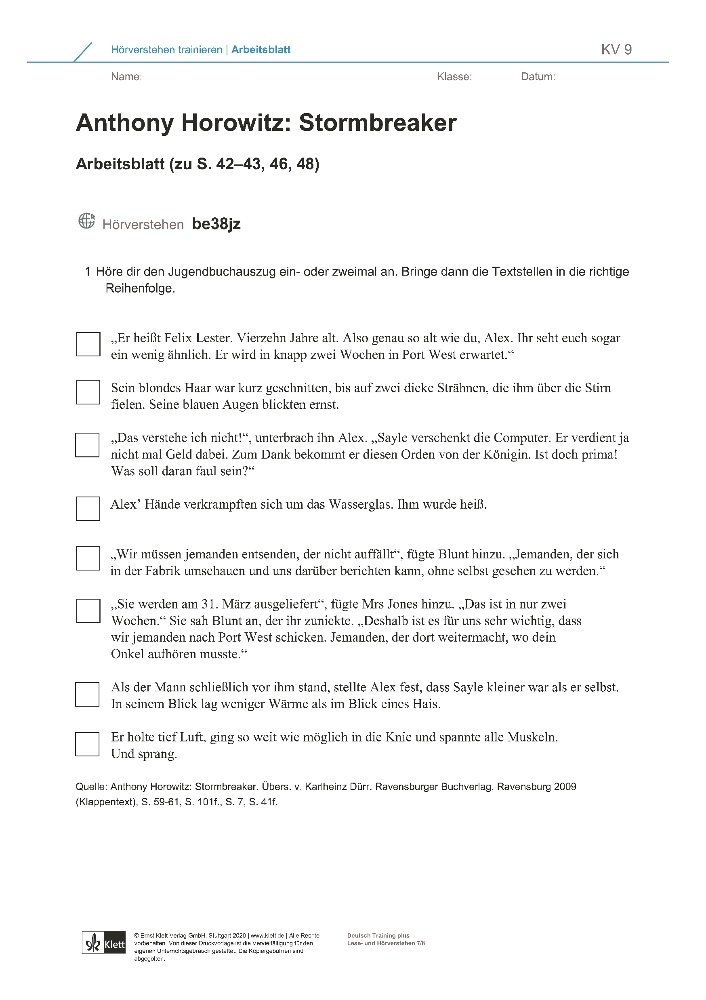 Hörverstehen trainieren | Arbeitsblatt
KV 9
Name:
Klasse:
Datum:
Anthony Horowitz: Stormbreaker
Arbeitsblatt (zu S. 42–43, 46, 48)
Hörverstehen be38jz
1 Höre dir den Jugendbuchauszug ein- oder zweimal an. Bringe dann die Textstellen in die richtige
Reihenfolge.
„Er heißt Felix Lester. Vierzehn Jahre alt. Also genau so alt wie du, Alex. Ihr seht euch sogar
ein wenig ähnlich. Er wird in knapp zwei Wochen in Port West erwartet.“
Sein blondes Haar war kurz geschnitten, bis auf zwei dicke Strähnen, die ihm über die Stirn
fielen. Seine blauen Augen blickten ernst.
„Das verstehe ich nicht!“, unterbrach ihn Alex. „Sayle verschenkt die Computer. Er verdient ja
nicht mal Geld dabei. Zum Dank bekommt er diesen Orden von der Königin. Ist doch prima!
Was soll daran faul sein?“
Alex’ Hände verkrampften sich um das Wasserglas. Ihm wurde heiß.
„Wir müssen jemanden entsenden, der nicht auffällt“, fügte Blunt hinzu. „Jemanden, der sich
in der Fabrik umschauen und uns darüber berichten kann, ohne selbst gesehen zu werden.“
„Sie werden am 31. März ausgeliefert“, fügte Mrs Jones hinzu. „Das ist in nur zwei
Wochen.“ Sie sah Blunt an, der ihr zunickte. „Deshalb ist es für uns sehr wichtig, dass
wir jemanden nach Port West schicken. Jemanden, der dort weitermacht, wo dein
Onkel aufhören musste.“
Als der Mann schließlich vor ihm stand, stellte Alex fest, dass Sayle kleiner war als er selbst.
In seinem Blick lag weniger Wärme als im Blick eines Hais.
Er holte tief Luft, ging so weit wie möglich in die Knie und spannte alle Muskeln.
Und sprang.
Quelle: Anthony Horowitz: Stormbreaker. Übers. v. Karlheinz Dürr. Ravensburger Buchverlag, Ravensburg 2009
(Klappentext), S. 59-61, S. 101f., S. 7, S. 41f.
Klett
© Ernst Klett Verlag GmbH, Stuttgart 2020 | www.klett.de | Alle Rechte
vorbehalten. Von dieser Druckvorlage ist die Vervielfältigung für den
eigenen Unterrichtsgebrauch gestattet. Die Kopiergebühren sind
abgegolten.
Deutsch Training plus
Lese- und Hörverstehen 7/8